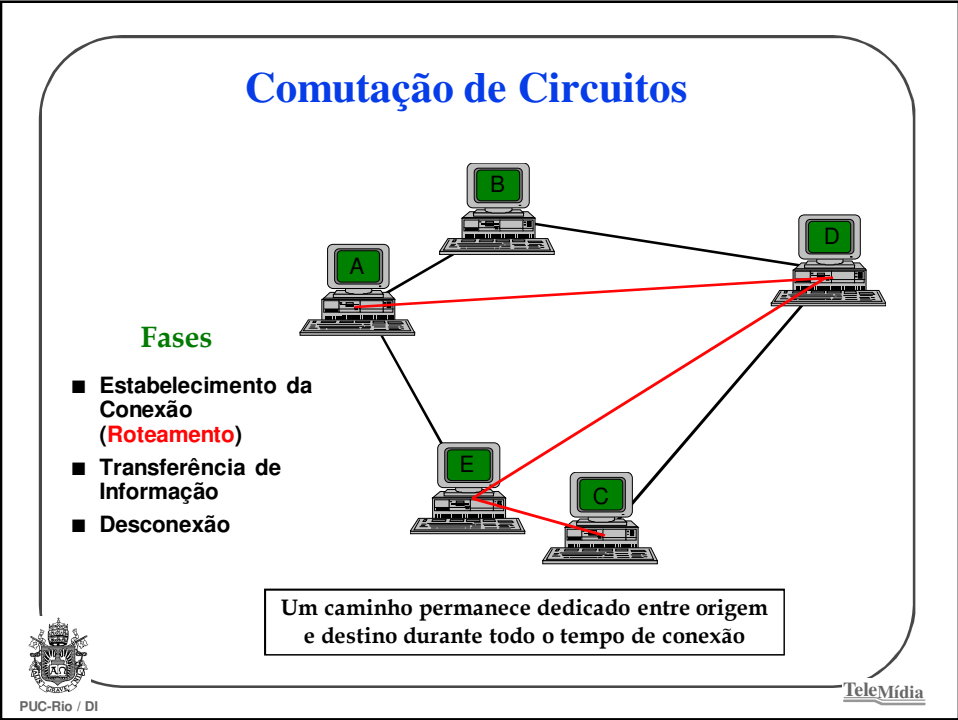 Comutação de Circuitos
B
D
A
Fases
■ Estabelecimento da
Conexão
(Roteamento)
■ Transferência de
Informação
■ Desconexão
E
C
Um caminho permanece dedicado entre origem
e destino durante todo o tempo de conexão
PUC-Rio / DI
TeleMídia